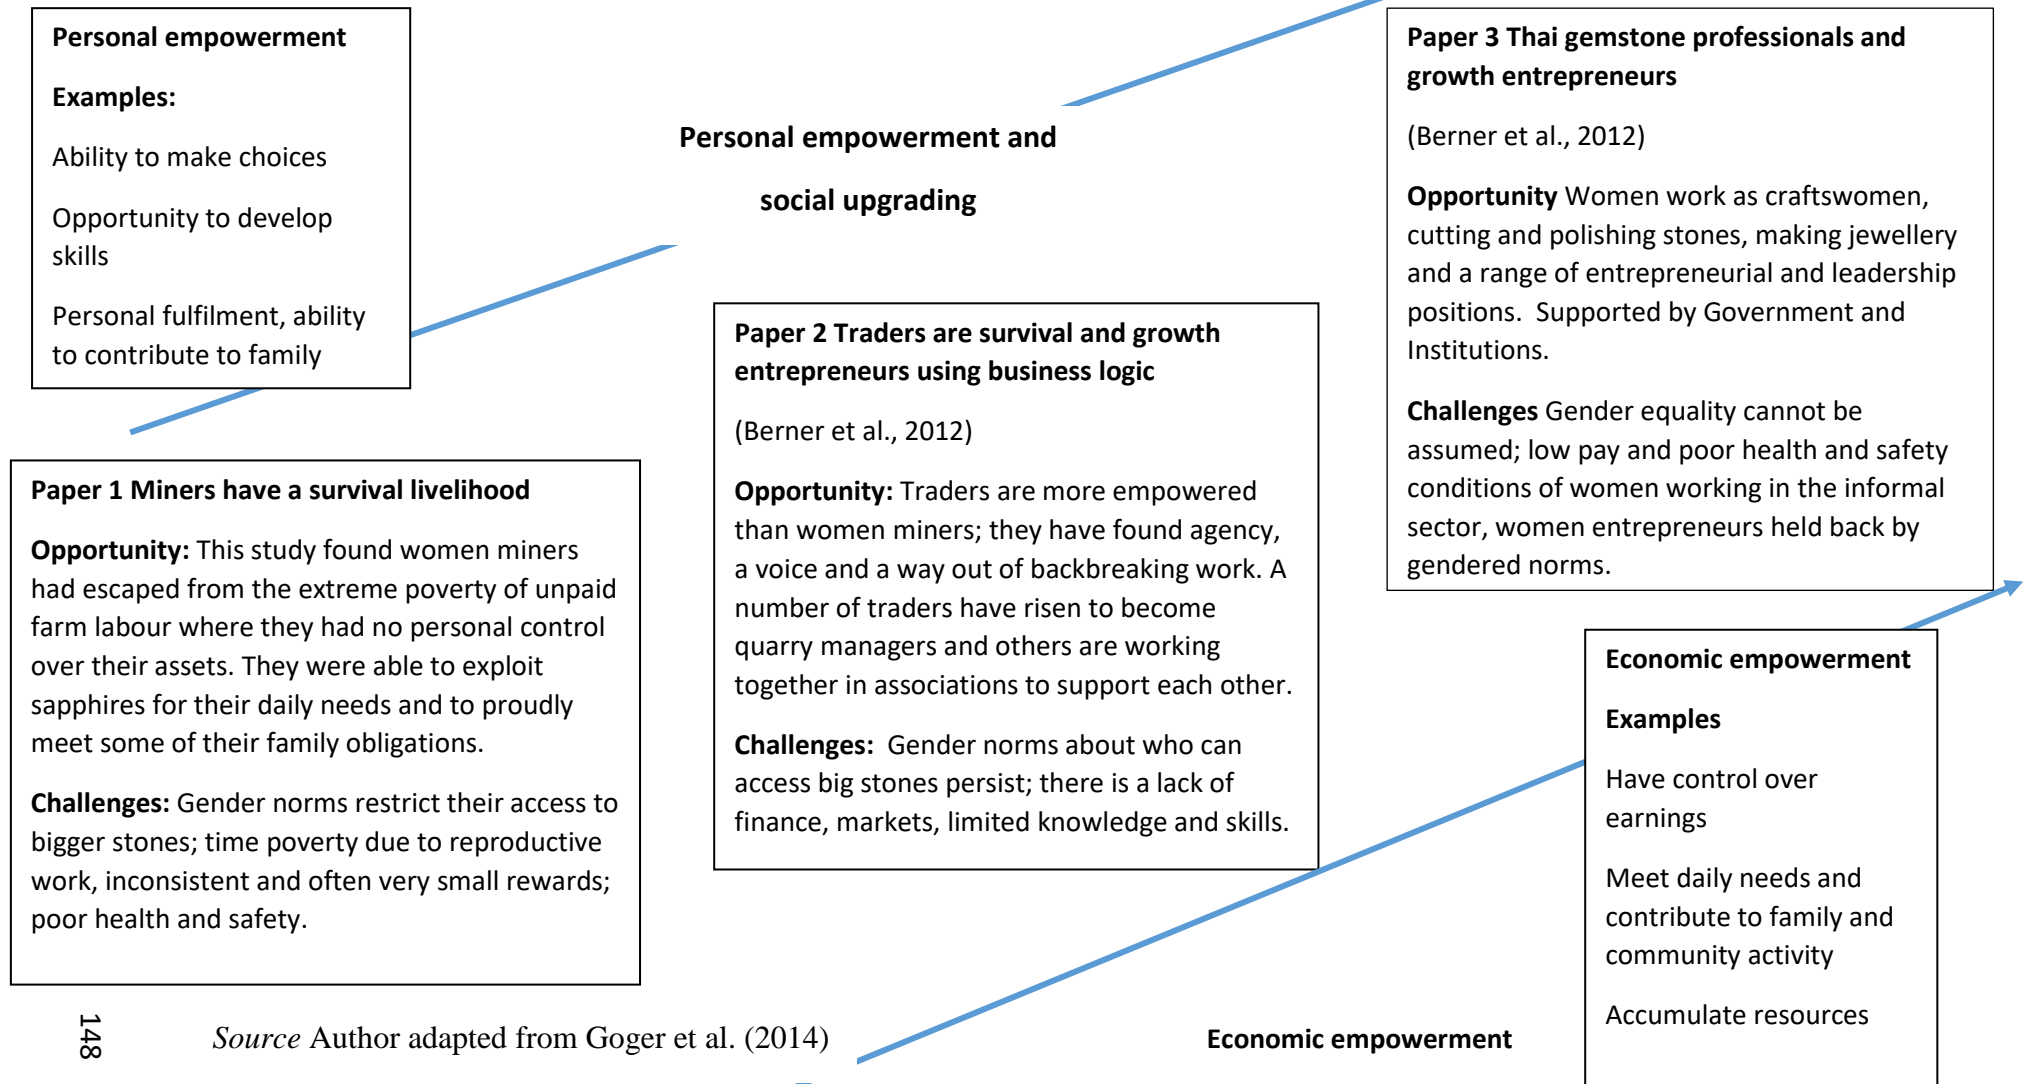 Personal empowerment
Examples:
Ability to make choices
Opportunity to develop
skills
Personal fulfilment, ability
to contribute to family
Personal empowerment and
social upgrading
Paper 3 Thai gemstone professionals and
growth entrepreneurs
(Berner et al., 2012)
Opportunity Women work as craftswomen,
cutting and polishing stones, making jewellery
and a range of entrepreneurial and leadership
positions.  Supported by Government and
Institutions.
Challenges Gender equality cannot be
assumed; low pay and poor health and safety
conditions of women working in the informal
sector, women entrepreneurs held back by
gendered norms.
Paper 2 Traders are survival and growth
entrepreneurs using business logic
(Berner et al., 2012)
Opportunity: Traders are more empowered
than women miners; they have found agency,
a voice and a way out of backbreaking work. A
number of traders have risen to become
quarry managers and others are working
together in associations to support each other.
Challenges:  Gender norms about who can
access big stones persist; there is a lack of
finance, markets, limited knowledge and skills.
Paper 1 Miners have a survival livelihood
Opportunity: This study found women miners
had escaped from the extreme poverty of unpaid
farm labour where they had no personal control
over their assets. They were able to exploit
sapphires for their daily needs and to proudly
meet some of their family obligations.
Challenges: Gender norms restrict their access to
bigger stones; time poverty due to reproductive
work, inconsistent and often very small rewards;
poor health and safety.
Economic empowerment
Examples
Have control over
earnings
Meet daily needs and
contribute to family and
community activity
Accumulate resources
Economic empowerment
Source Author adapted from Goger et al. (2014)
148